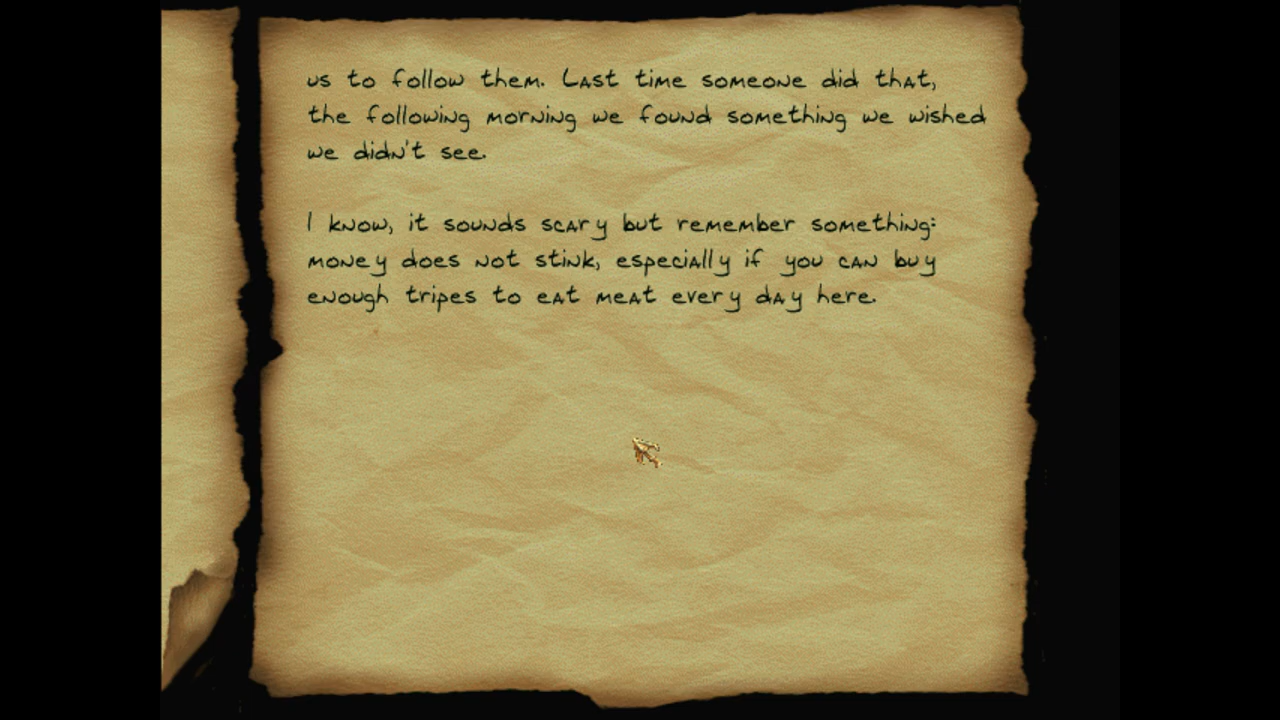 us to follow them. Last time someone did that,
the following morning we found something we wished
we didn't see.
I know, it sounds scary but remember something:
money does not stink, especially if you can buy
enough tripes to eat meat every day here.